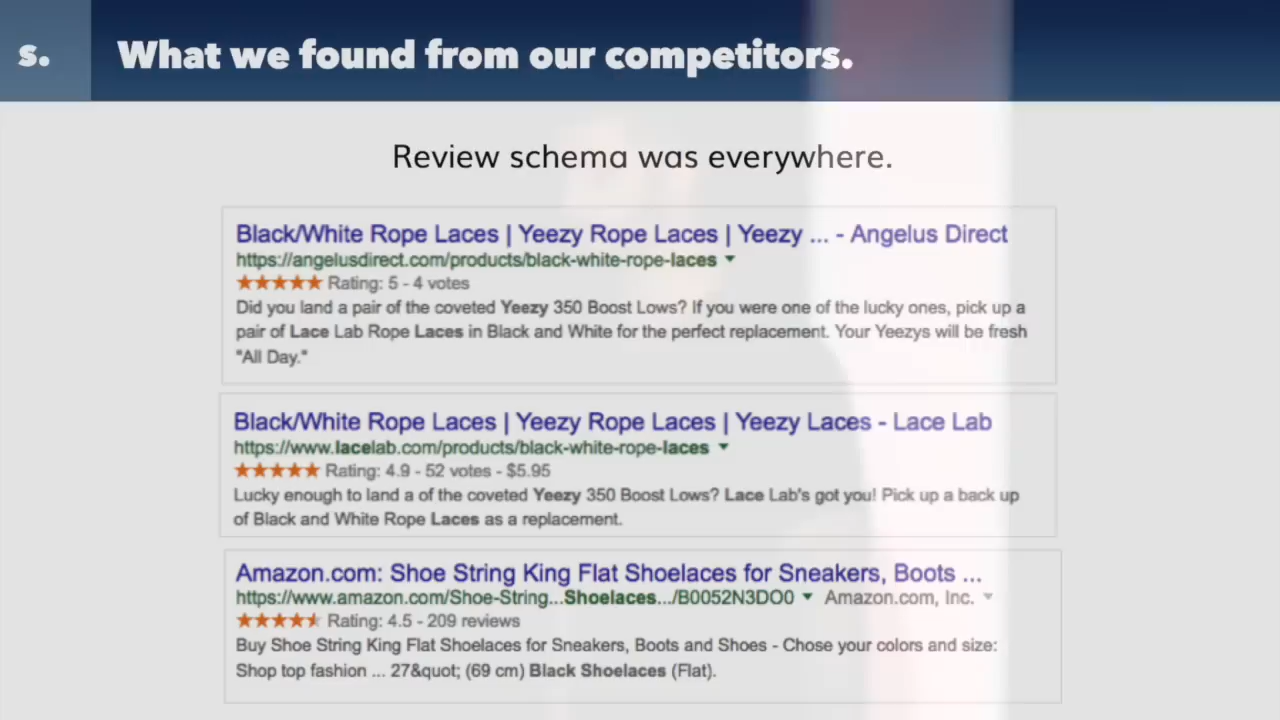 s.
What we found from our competitors.
Review schema was everywhere.
Black/White Rope Laces | Yeezy Rope Laces | Yeezy ... - Angelus Direct
https://angelusdirect.com/products/black-white-rope-laces
Rating: 5 - 4 votes
Did you land a pair of the coveted Yeezy 350 Boost Lows? If you were one of the lucky ones, pick up a
pair of Lace Lab Rope Laces in Black and White for the perfect replacement. Your Yeezys will be fresh
"All Day."
Black/White Rope Laces | Yeezy Rope Laces | Yeezy Laces - Lace Lab
https://www.lacelab.com/products/black-white-rope-laces
Rating: 4.9 - 52 votes - $5.95
Lucky enough to land a of the coveted Yeezy 350 Boost Lows? Lace Lab's got you! Pick up a back up
of Black and White Rope Laces as a replacement.
Amazon.com: Shoe String King Flat Shoelaces for Sneakers, Boots ...
https://www.amazon.com/Shoe-String...Shoelaces.../B0052N3DO0 Amazon.com, Inc.
Rating: 4.5 - 209 reviews
Buy Shoe String King Flat Shoelaces for Sneakers, Boots and Shoes - Chose your colors and size:
Shop top fashion ... 27&quot; (69 cm) Black Shoelaces (Flat).